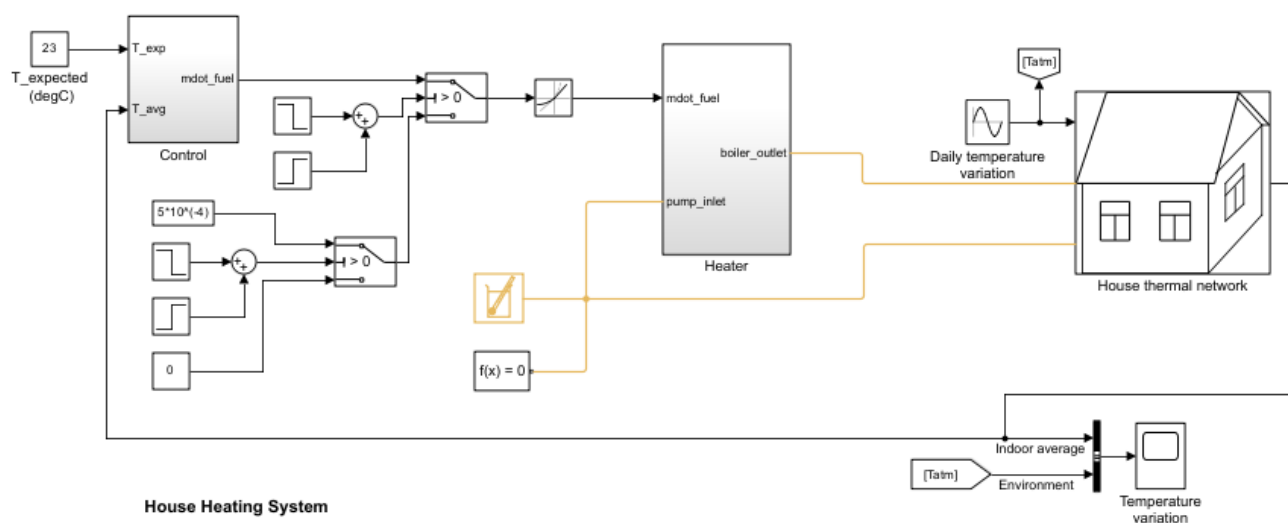 23
T_expected
(degC)
T_exp
T_avg
mdot_fuel
Control
> 0
5*10^(-4)
> 0
0
mdot_fuel
boiler_outlet
pump_inlet
Heater
f(x) = 0
[Tatm]
Daily temperature
variation
House thermal network
Indoor average
[Tatm]
Environment
Temperature
variation
House Heating System